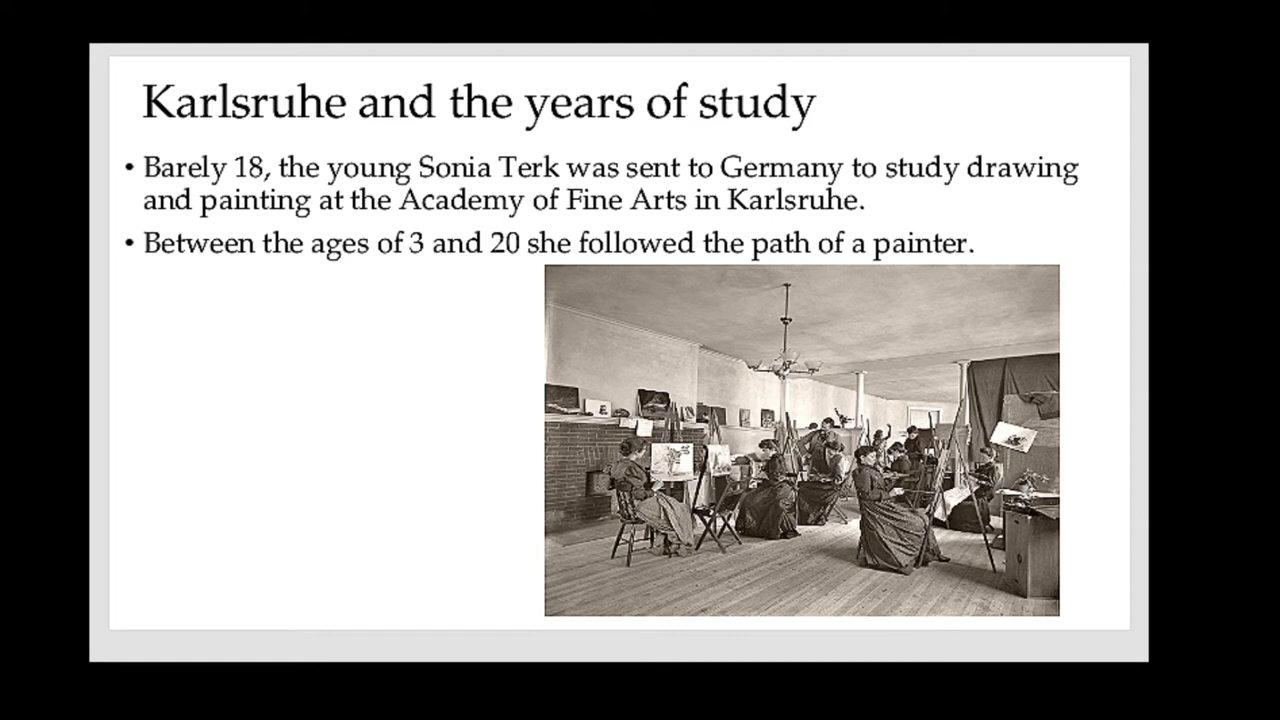 Karlsruhe and the years of study
• Barely 18, the young Sonia Terk was sent to Germany to study drawing
and painting at the Academy of Fine Arts in Karlsruhe.
• Between the ages of 3 and 20 she followed the path of a painter.